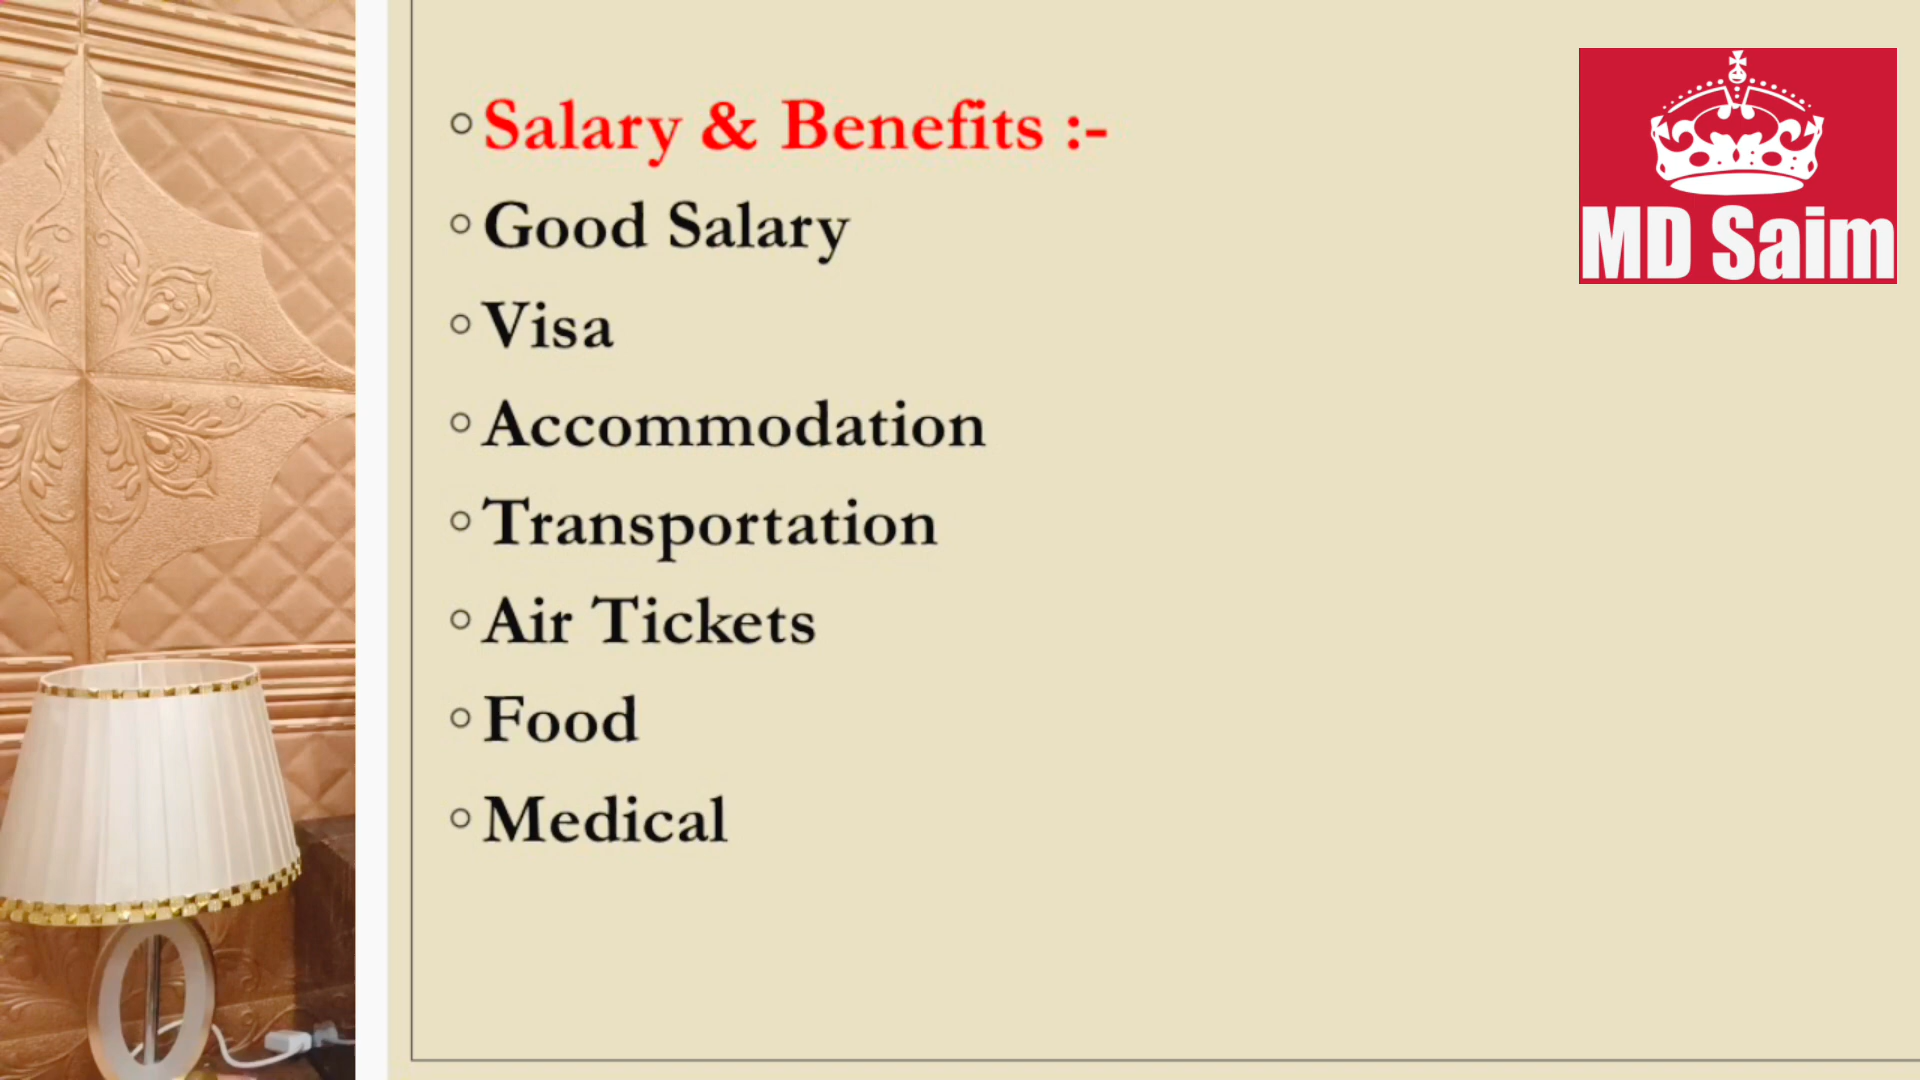 Salary & Benefits :-
Good Salary
Visa
Accommodation
Transportation
Air Tickets
Food
Medical
MD Saim